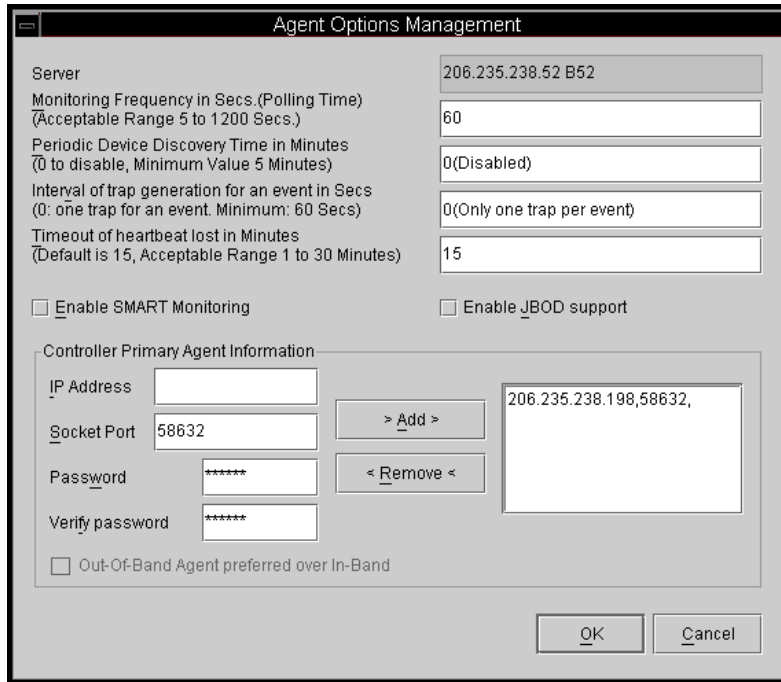 Agent Options Management
Server
206.235.238.52 B52
Monitoring Frequency in Secs.(Polling Time)
(Acceptable Range 5 to 1200 Secs.)
60
Periodic Device Discovery Time in Minutes
(0 to disable, Minimum Value 5 Minutes)
0(Disabled)
Interval of trap generation for an event in Secs
(0: one trap for an event. Minimum: 60 Secs)
0(Only one trap per event)
Timeout of heartbeat lost in Minutes
(Default is 15, Acceptable Range 1 to 30 Minutes)
15
Enable SMART Monitoring
Enable JBOD support
Controller Primary Agent Information
IP Address
Socket Port
58632
Password
******
Verify password
******
> Add >
< Remove <
206.235.238.198,58632,
Out-Of-Band Agent preferred over In-Band
OK
Cancel